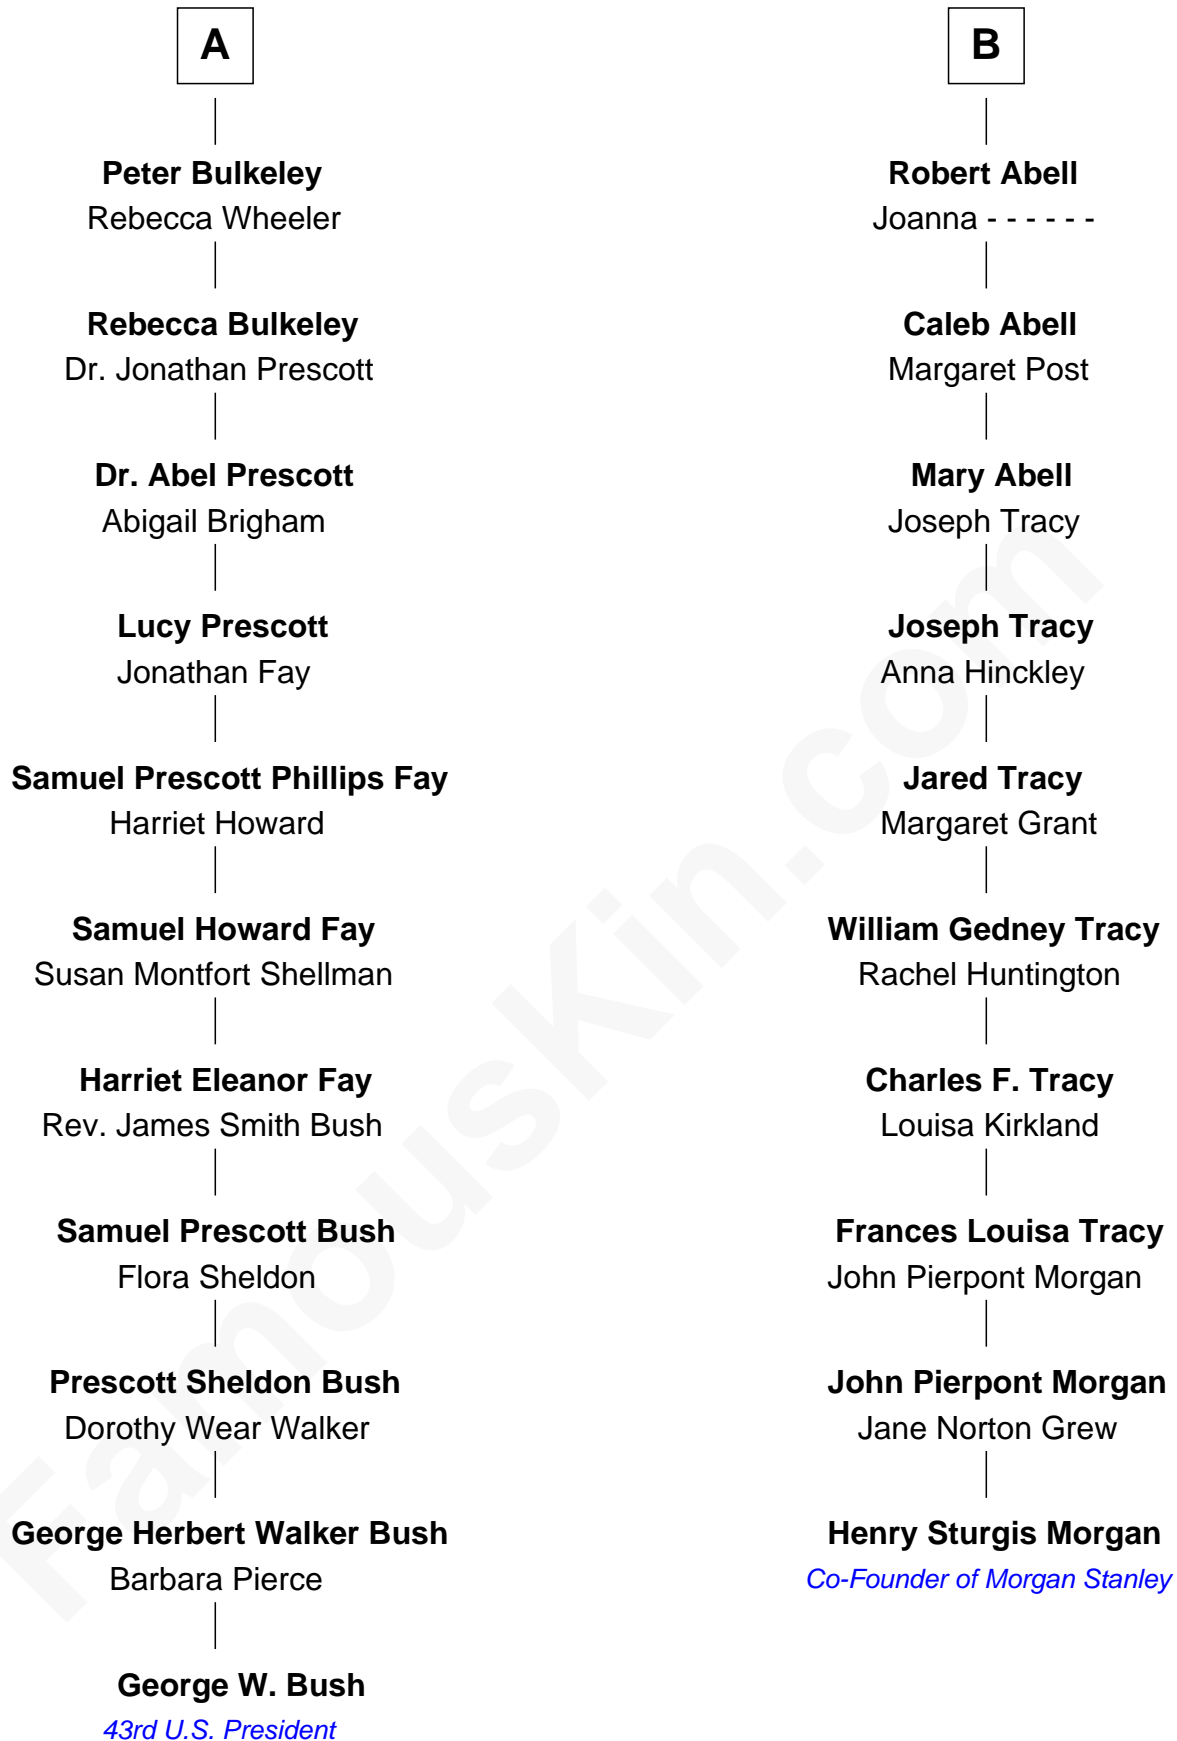 A
Peter Bulkeley
Rebecca Wheeler
Rebecca Bulkeley
Dr. Jonathan Prescott
Dr. Abel Prescott
Abigail Brigham
Lucy Prescott
Jonathan Fay
Samuel Prescott Phillips Fay
Harriet Howard
Samuel Howard Fay
Susan Montfort Shellman
Harriet Eleanor Fay
Rev. James Smith Bush
Samuel Prescott Bush
Flora Sheldon
Prescott Sheldon Bush
Dorothy Wear Walker
George Herbert Walker Bush
Barbara Pierce
George W. Bush
43rd U.S. President
B
Robert Abell
Joanna - - - - - -
Caleb Abell
Margaret Post
Mary Abell
Joseph Tracy
Joseph Tracy
Anna Hinckley
Jared Tracy
Margaret Grant
William Gedney Tracy
Rachel Huntington
Charles F. Tracy
Louisa Kirkland
Frances Louisa Tracy
John Pierpont Morgan
John Pierpont Morgan
Jane Norton Grew
Henry Sturgis Morgan
Co-Founder of Morgan Stanley
FamousKin.com